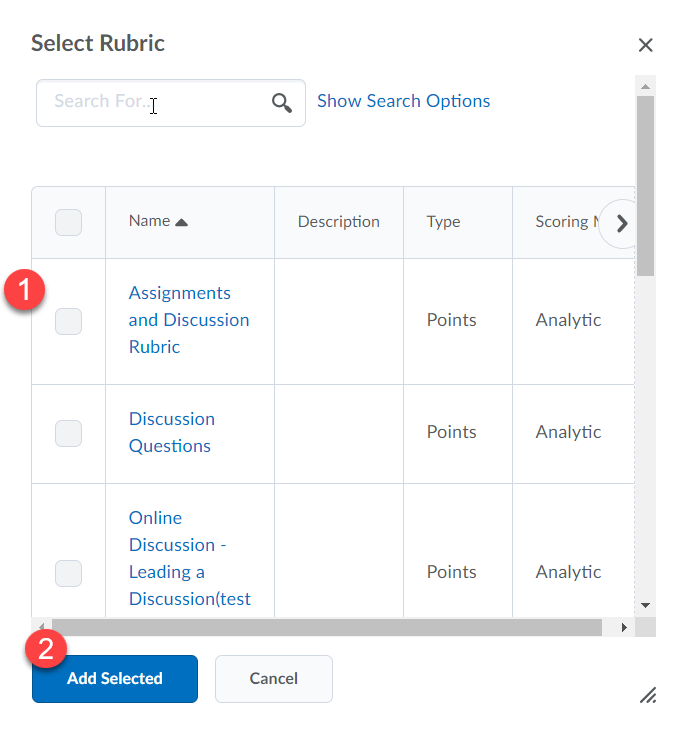 Select Rubric
Search For...
Show Search Options
Name
Description
Type
Scoring
1
Assignments
and Discussion
Rubric
Points
Analytic
Discussion
Questions
Points
Analytic
Online
Discussion -
Leading a
Discussion(test
Points
Analytic
2
Add Selected
Cancel